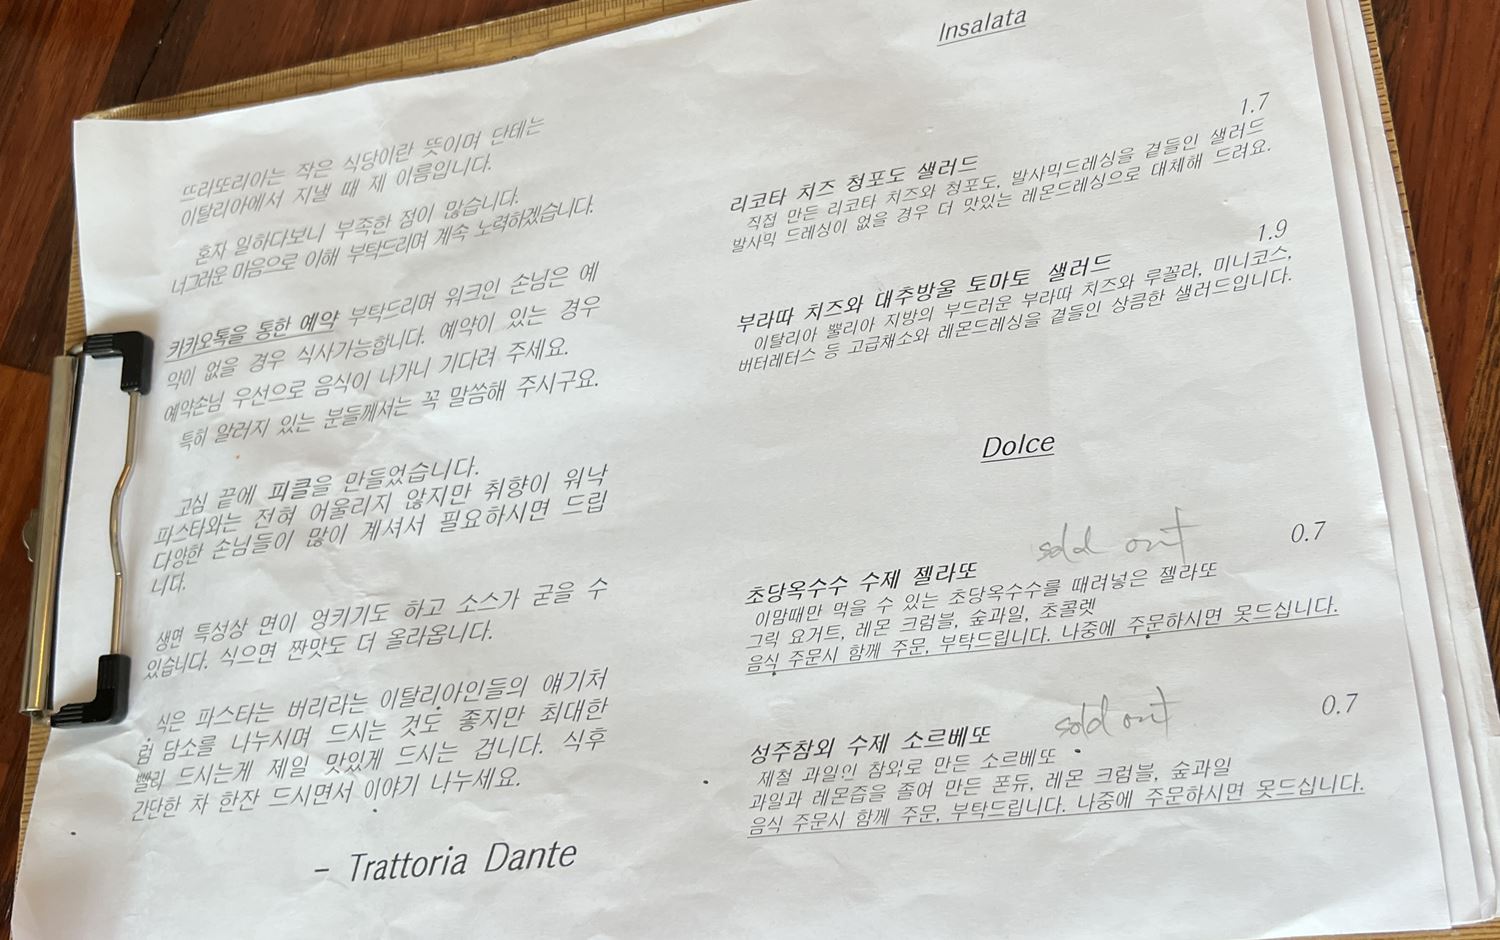 뜨리또리아는 작은 식당이란 뜻이며 단테는
이탈리아에서 지낼 때 제 이름입니다.
혼자 일하다보니 부족한 점이 많습니다.
너그러운 마음으로 이해 부탁드리며 계속 노력하겠습니다.
카카오톡을 통한 예약 부탁드리며 워크인 손님은 예
약이 없을 경우 식사가능합니다. 예약이 있는 경우
예약손님 우선으로 음식이 나가니 기다려 주세요.
특히 알러지 있는 분들께서는 꼭 말씀해 주시구요.
고심 끝에 피클을 만들었습니다.
파스타와는 전혀 어울리지 않지만 취향이 워낙
다양한 손님들이 많이 계셔서 필요하시면 드립
니다.
생면 특성상 면이 엉키기도 하고 소스가 굳을 수
있습니다. 식으면 짠맛도 더 올라옵니다.
식은 파스타는 버리라는 이탈리아인들의 얘기처
럼 담소를 나누시며 드시는 것도 좋지만 최대한
빨리 드시는게 제일 맛있게 드시는 겁니다. 식후
간단한 차 한잔 드시면서 이야기 나누세요.
- Trattoria Dante
Insalata
1.7
리코타 치즈 청포도 샐러드
직접 만든 리코타 치즈와 청포도, 발사믹드레싱을 곁들인 샐러드
발사믹 드레싱이 없을 경우 더 맛있는 레몬드레싱으로 대체해 드려요.
1.9
부라따 치즈와 대추방울 토마토 샐러드
이탈리아 뿔리아 지방의 부드러운 부라따 치즈와 루꼴라, 미니코스,
버터레터스 등 고급채소와 레몬드레싱을 곁들인 상큼한 샐러드입니다.
Dolce
sold out 0.7
초당옥수수 수제 젤라또
이맘때만 먹을 수 있는 초당옥수수를 때려넣은 젤라또
그릭 요거트, 레몬 크럼블, 숲과일, 초콜렛
음식 주문시 함께 주문, 부탁드립니다. 나중에 주문하시면 못드십니다.
sold out 0.7
성주참외 수제 소르베또
제철 과일인 참외로 만든 소르베또
과일과 레몬즙을 졸여 만든 폰듀, 레몬 크럼블, 숲과일
음식 주문시 함께 주문, 부탁드립니다. 나중에 주문하시면 못드십니다.